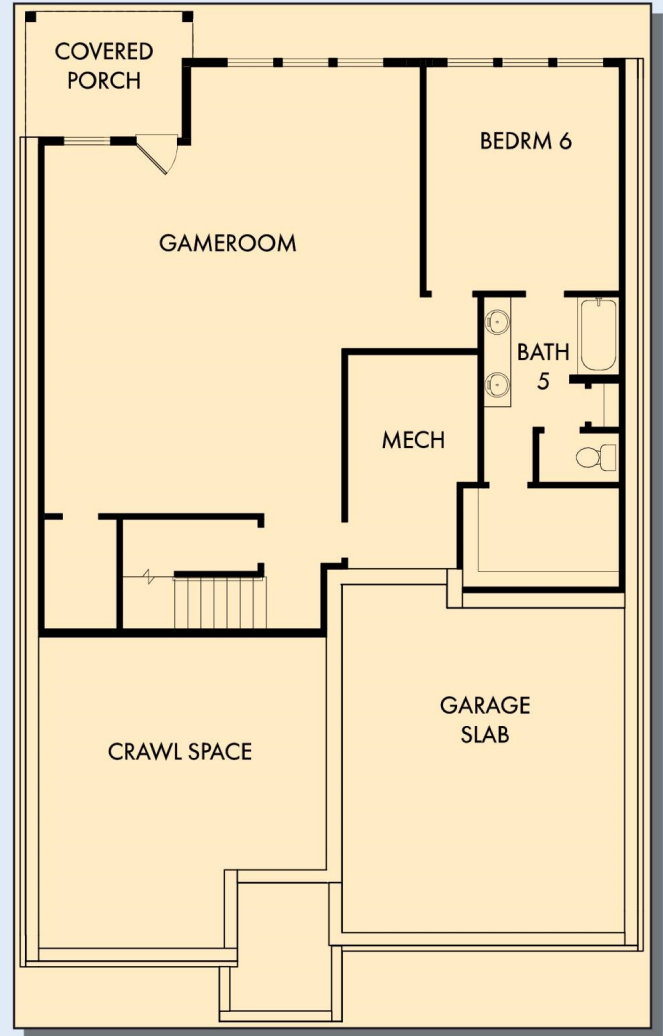 COVERED
PORCH
BEDRM 6
GAMEROOM
BATH
5
MECH
GARAGE
SLAB
CRAWL SPACE